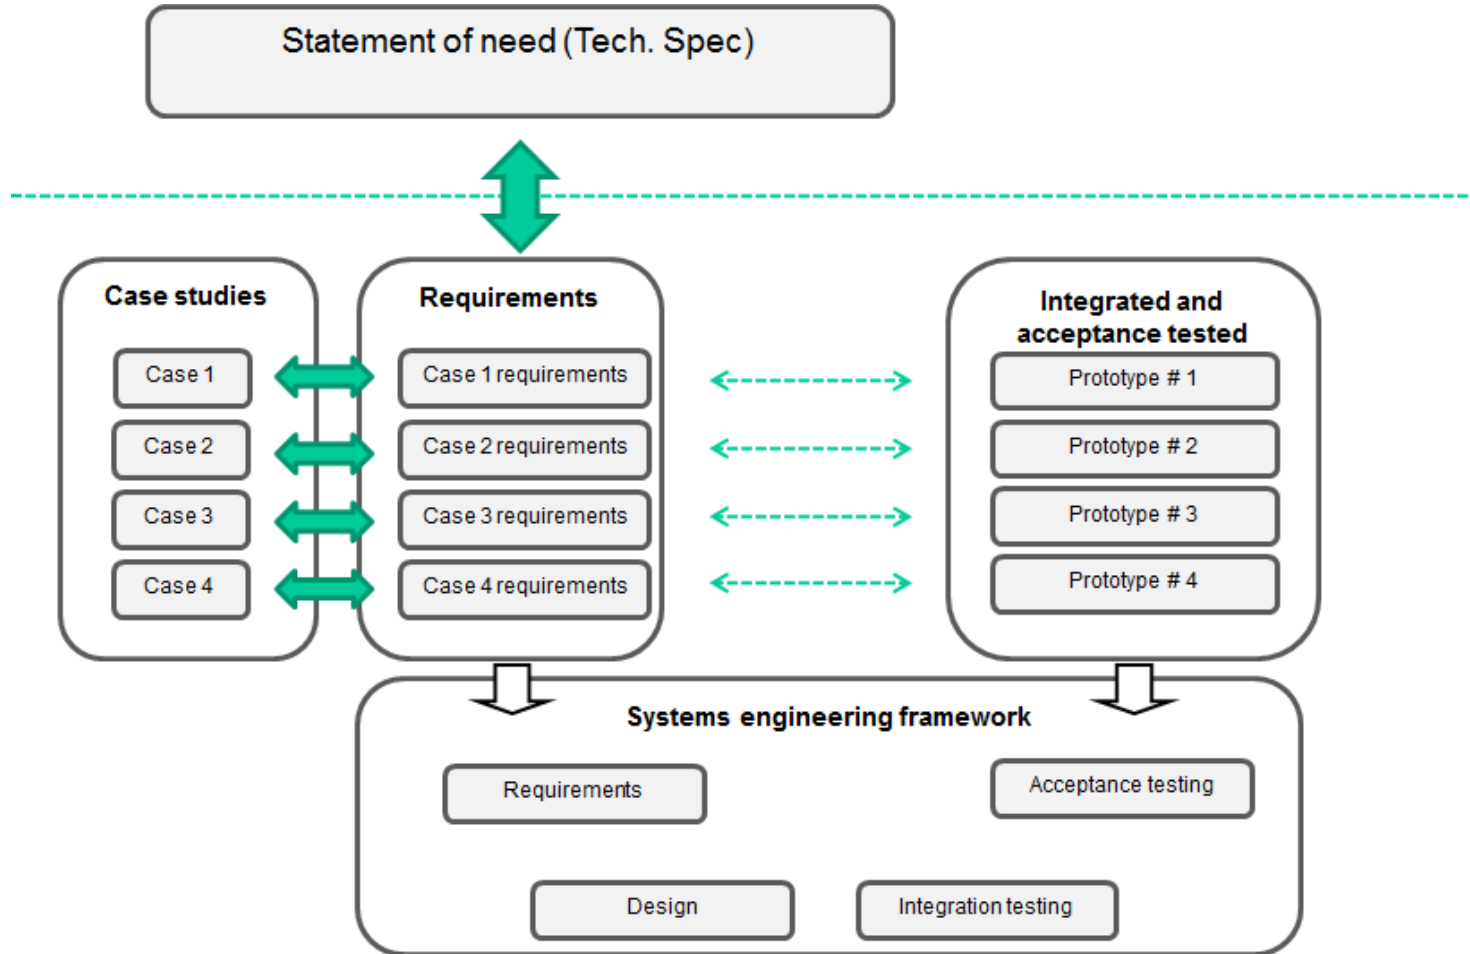 Statement of need (Tech. Spec)
Case studies
Case 1
Case 2
Case 3
Case 4
Requirements
Case 1 requirements
Case 2 requirements
Case 3 requirements
Case 4 requirements
Integrated and
acceptance tested
Prototype # 1
Prototype # 2
Prototype # 3
Prototype # 4
Systems engineering framework
Requirements
Acceptance testing
Design
Integration testing